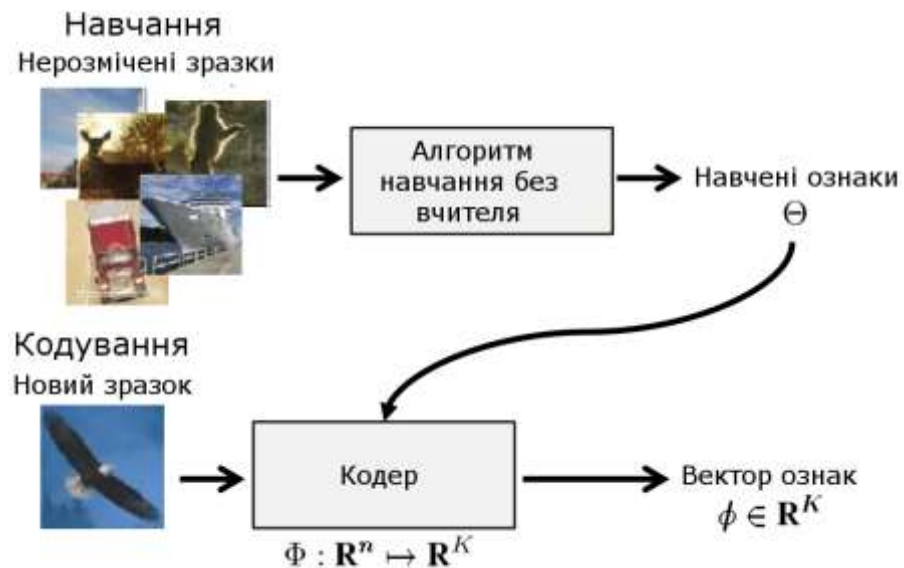 Навчання
Нерозмічені зразки
Алгоритм
навчання без
вчителя
Навчені ознаки
Θ
Кодування
Новий зразок
Кодер
Вектор ознак
ϕ ∈ R^K
Φ : R^n ↦ R^K